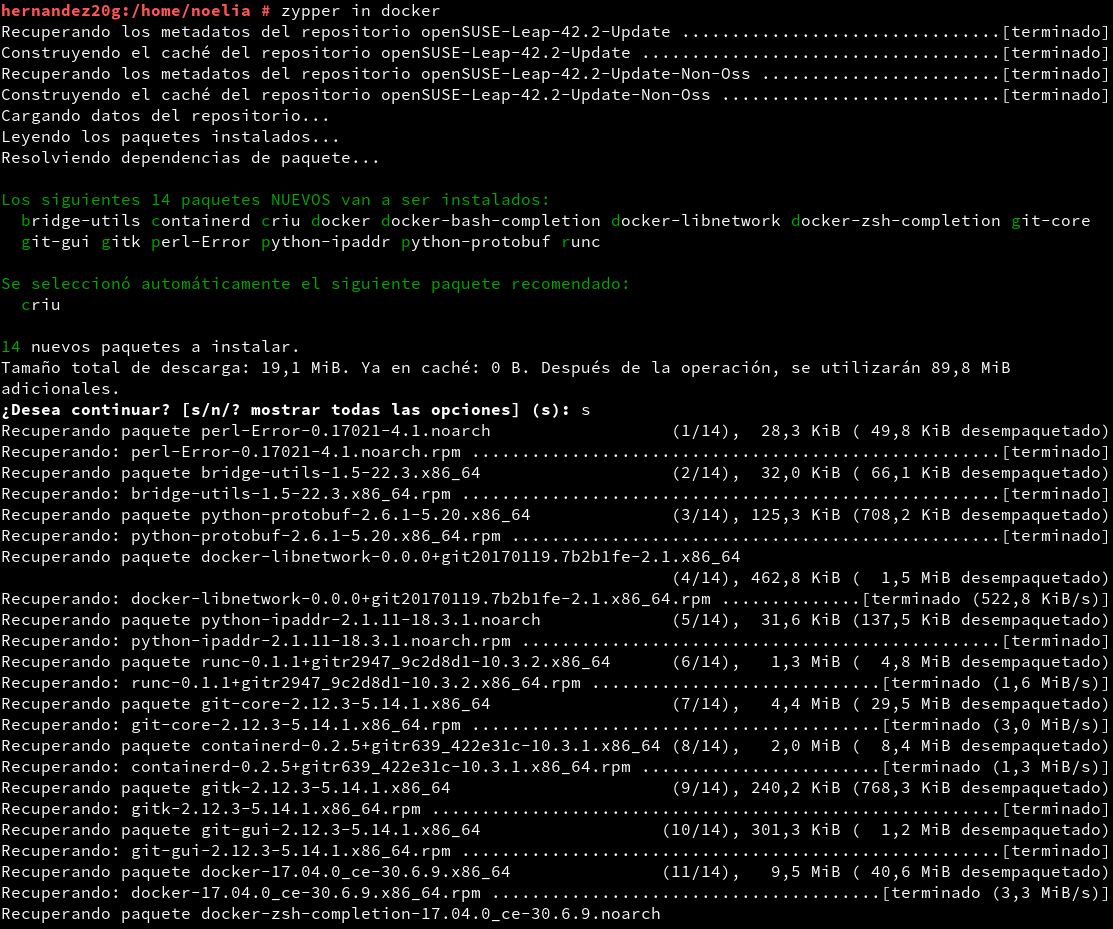 hernandez20g:/home/noelia # zypper in docker
Recuperando los metadatos del repositorio openSUSE-Leap-42.2-Update ................................[terminado]
Construyendo el caché del repositorio openSUSE-Leap-42.2-Update ....................................[terminado]
Recuperando los metadatos del repositorio openSUSE-Leap-42.2-Update-Non-Oss ........................[terminado]
Construyendo el caché del repositorio openSUSE-Leap-42.2-Update-Non-Oss ............................[terminado]
Cargando datos del repositorio...
Leyendo los paquetes instalados...
Resolviendo dependencias de paquete...

Los siguientes 14 paquetes NUEVOS van a ser instalados:
  bridge-utils containerd criu docker docker-bash-completion docker-libnetwork docker-zsh-completion git-core
  git-gui gitk perl-Error python-ipaddr python-protobuf runc

Se seleccionó automáticamente el siguiente paquete recomendado:
  criu

14 nuevos paquetes a instalar.
Tamaño total de descarga: 19,1 MiB. Ya en caché: 0 B. Después de la operación, se utilizarán 89,8 MiB
adicionales.
¿Desea continuar? [s/n/? mostrar todas las opciones] (s): s
Recuperando paquete perl-Error-0.17021-4.1.noarch                  (1/14),  28,3 KiB ( 49,8 KiB desempaquetado)
Recuperando: perl-Error-0.17021-4.1.noarch.rpm .....................................................[terminado]
Recuperando paquete bridge-utils-1.5-22.3.x86_64                   (2/14),  32,0 KiB ( 66,1 KiB desempaquetado)
Recuperando: bridge-utils-1.5-22.3.x86_64.rpm ......................................................[terminado]
Recuperando paquete python-protobuf-2.6.1-5.20.x86_64              (3/14), 125,3 KiB (708,2 KiB desempaquetado)
Recuperando: python-protobuf-2.6.1-5.20.x86_64.rpm .................................................[terminado]
Recuperando paquete docker-libnetwork-0.0.0+git20170119.7b2b1fe-2.1.x86_64
                                                                   (4/14), 462,8 KiB (  1,5 MiB desempaquetado)
Recuperando: docker-libnetwork-0.0.0+git20170119.7b2b1fe-2.1.x86_64.rpm ..............[terminado (522,8 KiB/s)]
Recuperando paquete python-ipaddr-2.1.11-18.3.1.noarch             (5/14),  31,6 KiB (137,5 KiB desempaquetado)
Recuperando: python-ipaddr-2.1.11-18.3.1.noarch.rpm ................................................[terminado]
Recuperando paquete runc-0.1.1+gitr2947_9c2d8d1-10.3.2.x86_64      (6/14),   1,3 MiB (  4,8 MiB desempaquetado)
Recuperando: runc-0.1.1+gitr2947_9c2d8d1-10.3.2.x86_64.rpm .............................[terminado (1,6 MiB/s)]
Recuperando paquete git-core-2.12.3-5.14.1.x86_64                  (7/14),   4,4 MiB ( 29,5 MiB desempaquetado)
Recuperando: git-core-2.12.3-5.14.1.x86_64.rpm .........................................[terminado (3,0 MiB/s)]
Recuperando paquete containerd-0.2.5+gitr639_422e31c-10.3.1.x86_64 (8/14),   2,0 MiB (  8,4 MiB desempaquetado)
Recuperando: containerd-0.2.5+gitr639_422e31c-10.3.1.x86_64.rpm ........................[terminado (1,3 MiB/s)]
Recuperando paquete gitk-2.12.3-5.14.1.x86_64                      (9/14), 240,2 KiB (768,3 KiB desempaquetado)
Recuperando: gitk-2.12.3-5.14.1.x86_64.rpm .........................................................[terminado]
Recuperando paquete git-gui-2.12.3-5.14.1.x86_64                  (10/14), 301,3 KiB (  1,2 MiB desempaquetado)
Recuperando: git-gui-2.12.3-5.14.1.x86_64.rpm ......................................................[terminado]
Recuperando paquete docker-17.04.0_ce-30.6.9.x86_64               (11/14),   9,5 MiB ( 40,6 MiB desempaquetado)
Recuperando: docker-17.04.0_ce-30.6.9.x86_64.rpm .......................................[terminado (3,3 MiB/s)]
Recuperando paquete docker-zsh-completion-17.04.0_ce-30.6.9.noarch